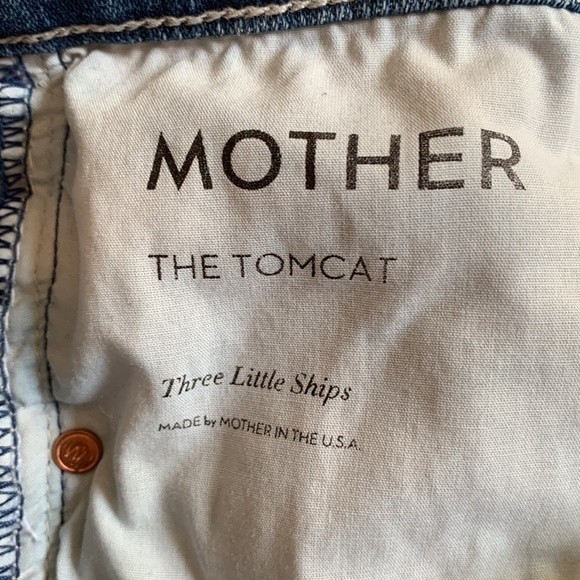 MOTHER
THE TOMCAT
Three Little Ships
MADE by MOTHER IN THE U.S.A.